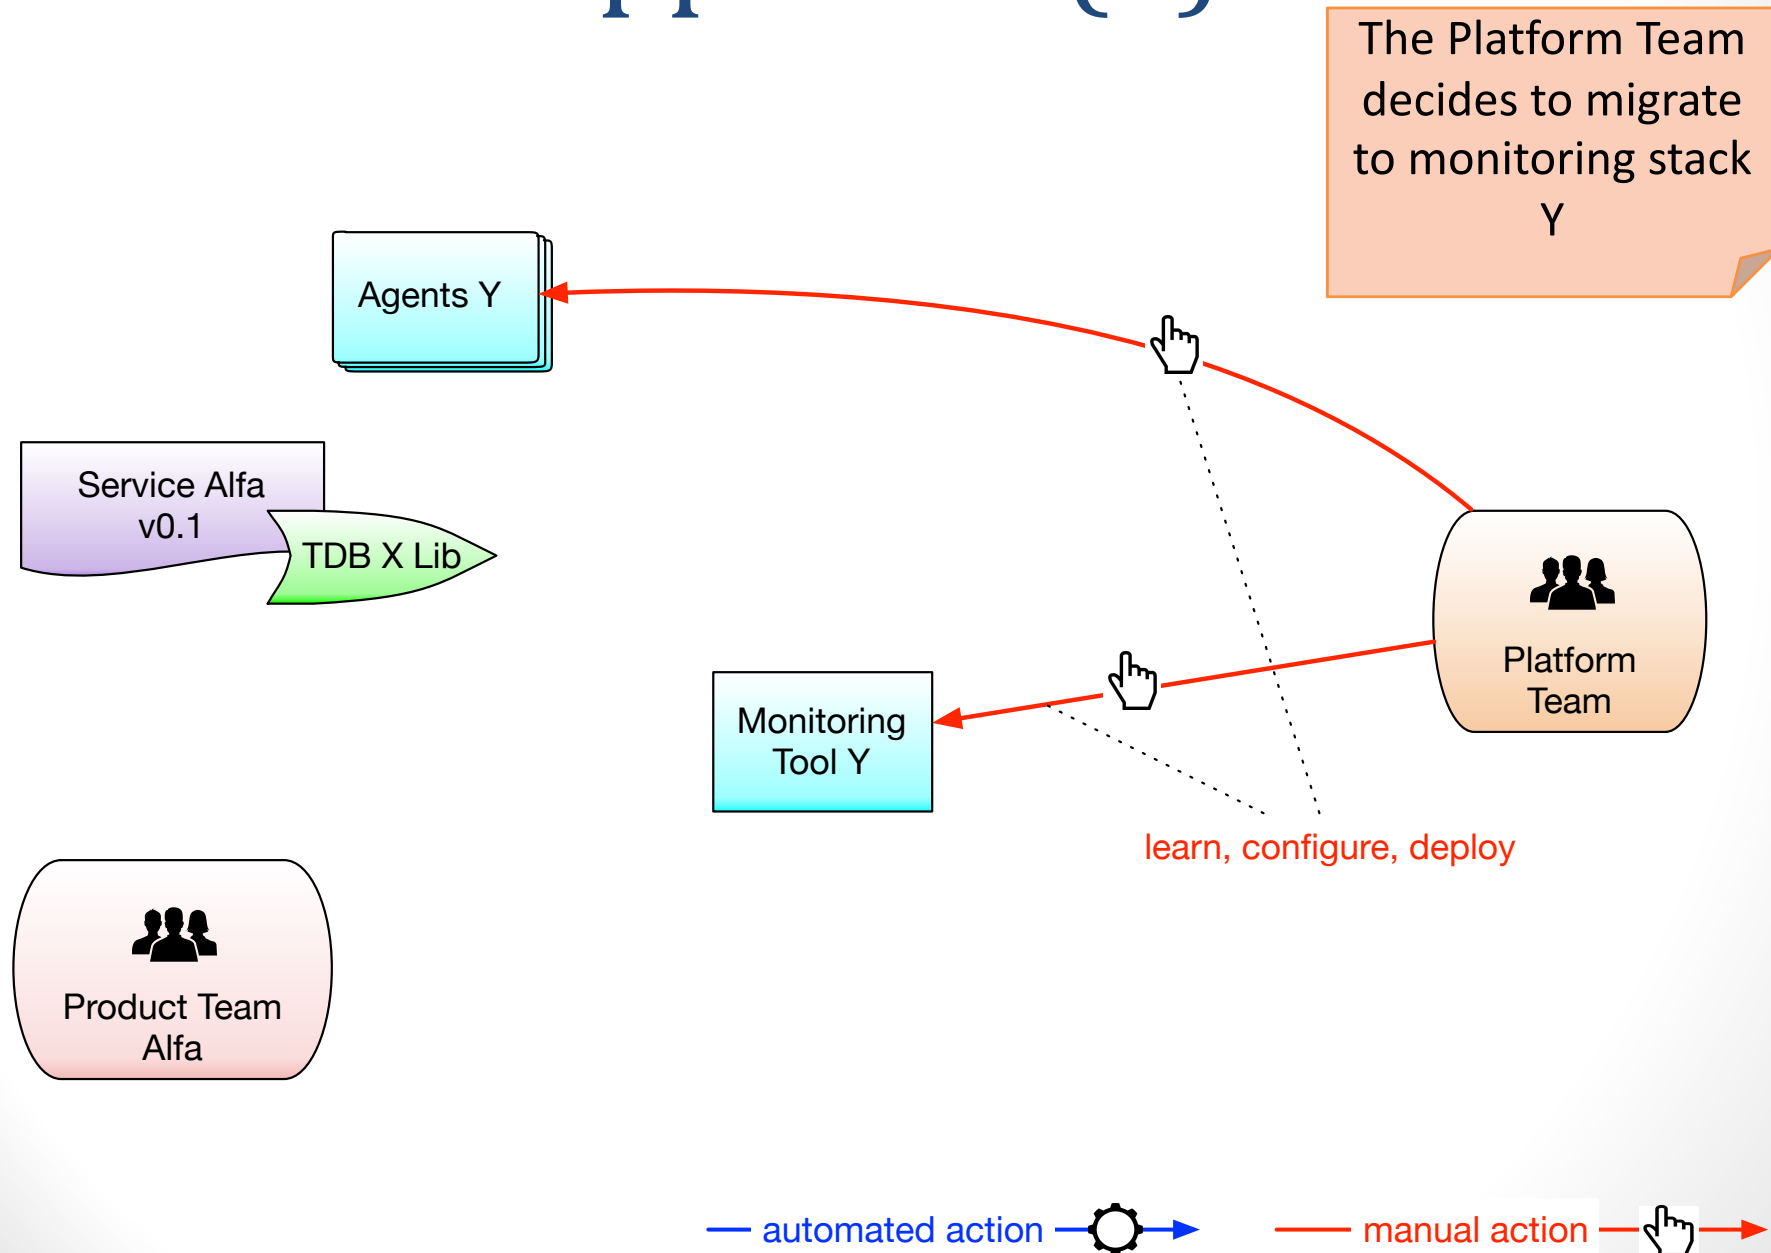 The Platform Team
decides to migrate
to monitoring stack
Y
Agents Y
Service Alfa
v0.1
TDB X Lib
Platform
Team
Monitoring
Tool Y
learn, configure, deploy
Product Team
Alfa
automated action
manual action